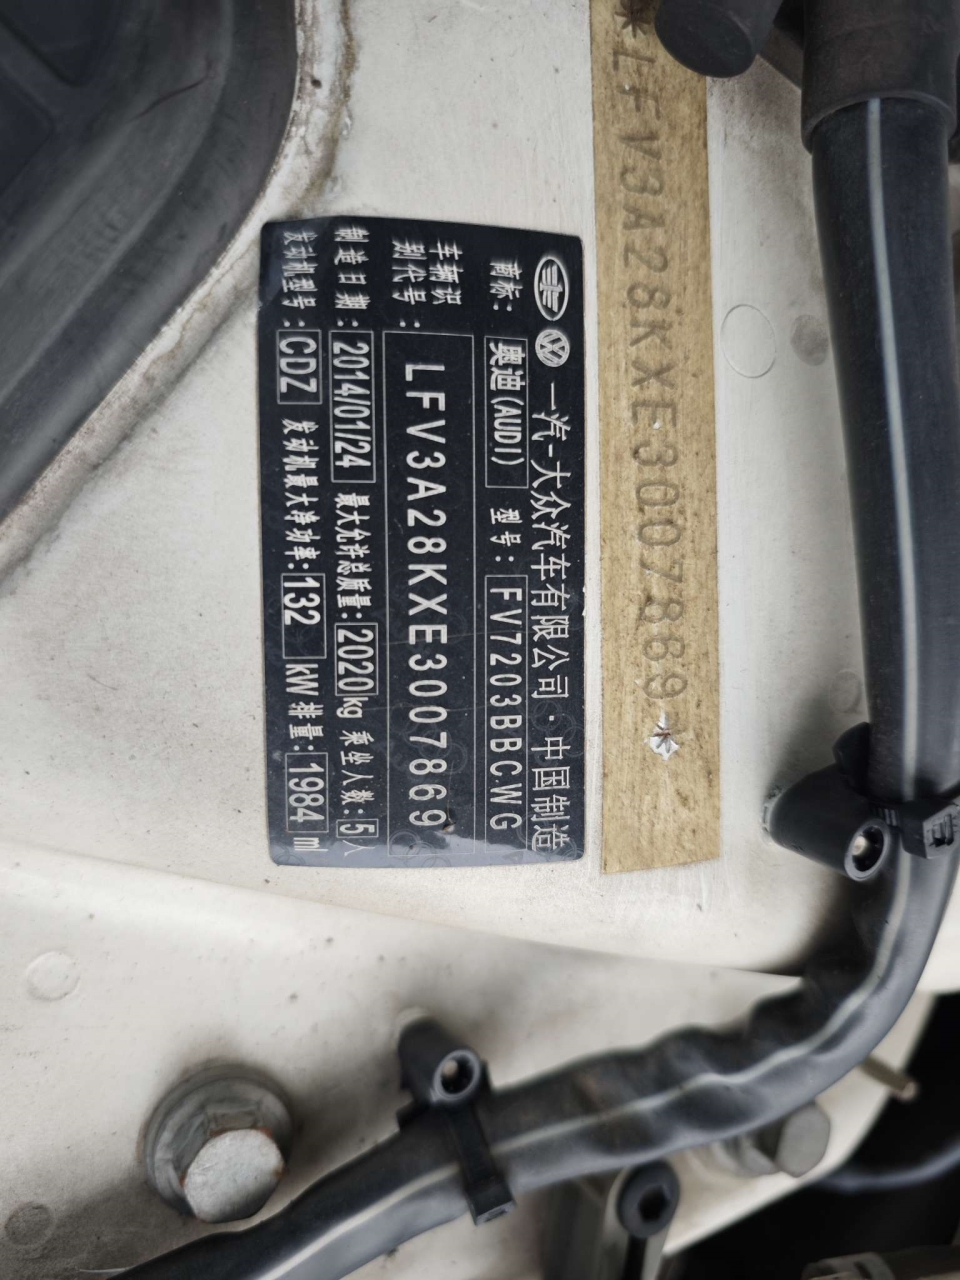 *LFV3A28KXE3007869*
一汽-大众汽车有限公司·中国制造
商标: 奥迪(AUDI) 型号: FV7203BBCWG
车辆识
别代号: LFV3A28KXE3007869
制造日期: 2014/01/24 最大允许总质量: 2020kg 乘坐人数: 5人
发动机型号: CDZ 发动机最大净功率: 132 kW 排量: 1984 ml